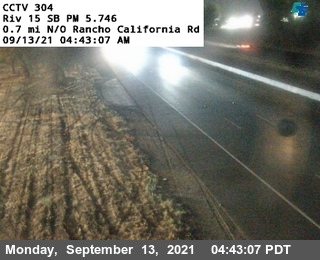 CCTV 304
Riv 15 SB PM 5.746
0.7 mi N/O Rancho California Rd
09/13/21 04:43:07 AM
Monday, September 13, 2021 04:43:07 PDT